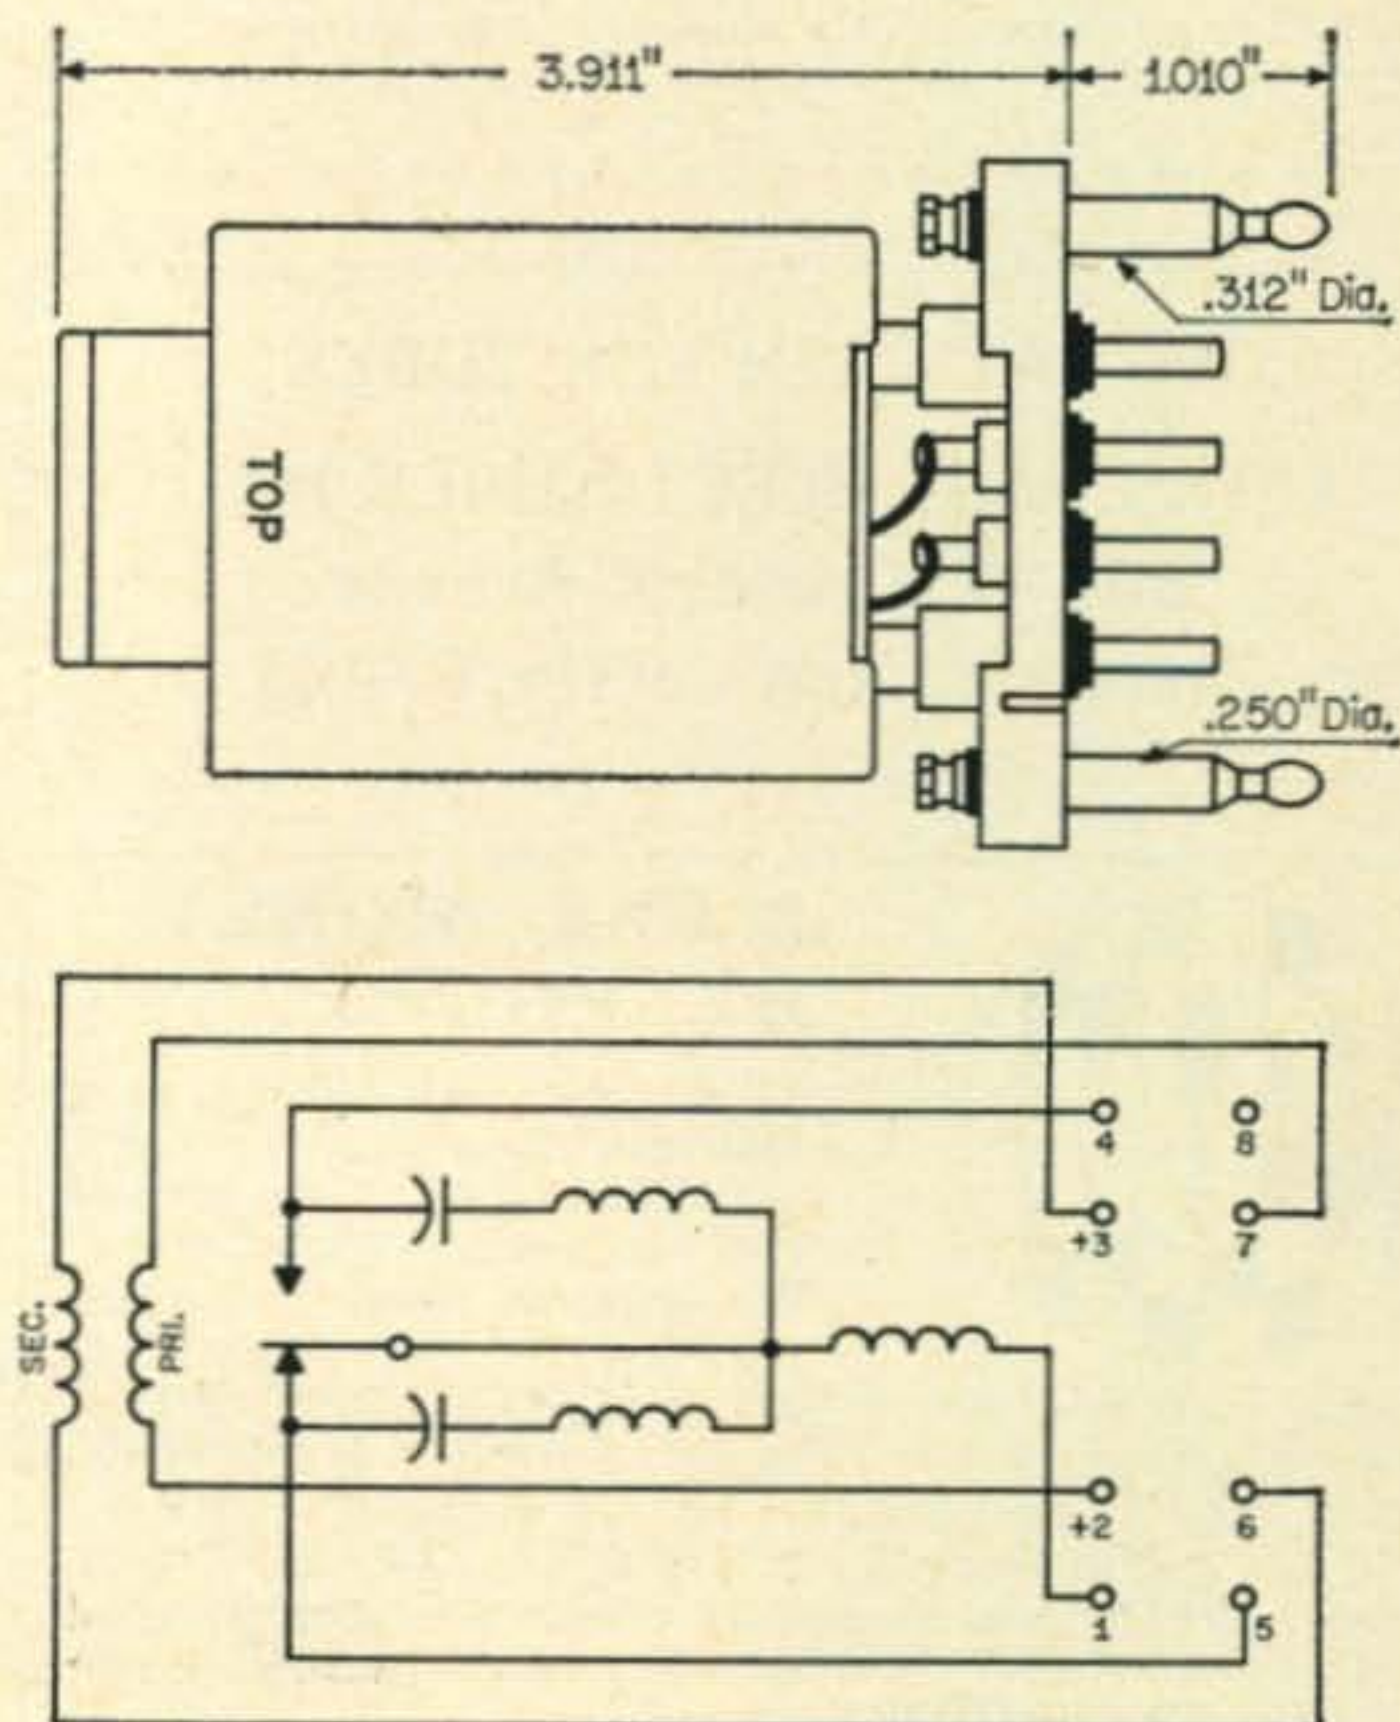 3.911"
1.010"
.312" Dia.
TOP
.250" Dia.
4
8
+3
7
SEC.
PRI.
+2
6
1
5